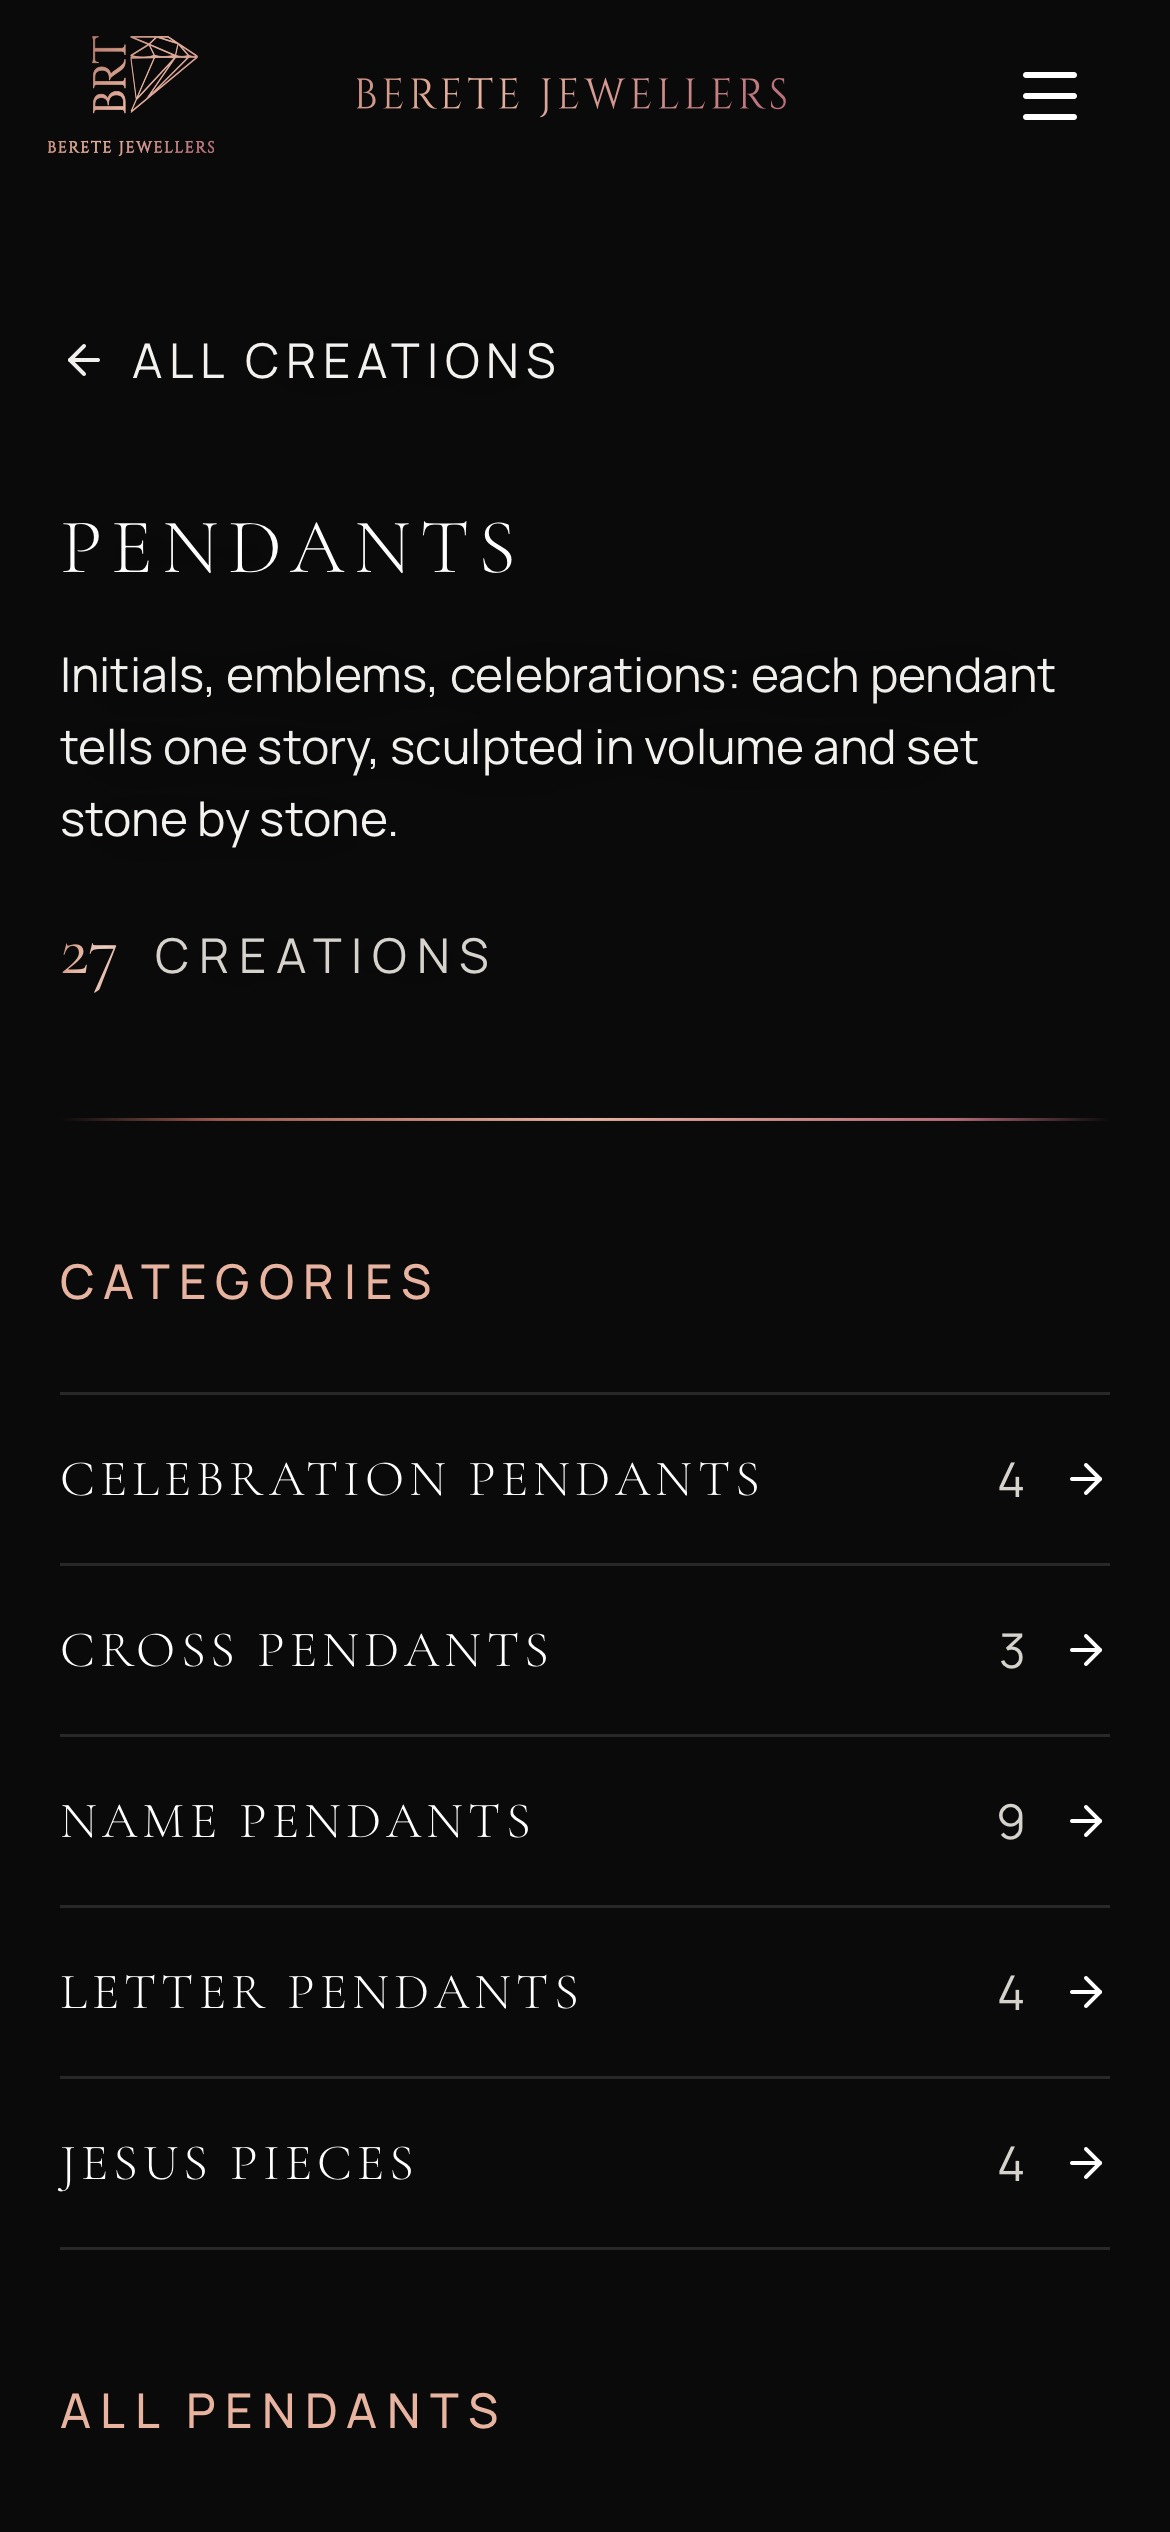 BRT
BERETE JEWELLERS
BERETE JEWELLERS
← ALL CREATIONS
PENDANTS
Initials, emblems, celebrations: each pendant
tells one story, sculpted in volume and set
stone by stone.
27 CREATIONS
CATEGORIES
CELEBRATION PENDANTS 4 →
CROSS PENDANTS 3 →
NAME PENDANTS 9 →
LETTER PENDANTS 4 →
JESUS PIECES 4 →
ALL PENDANTS